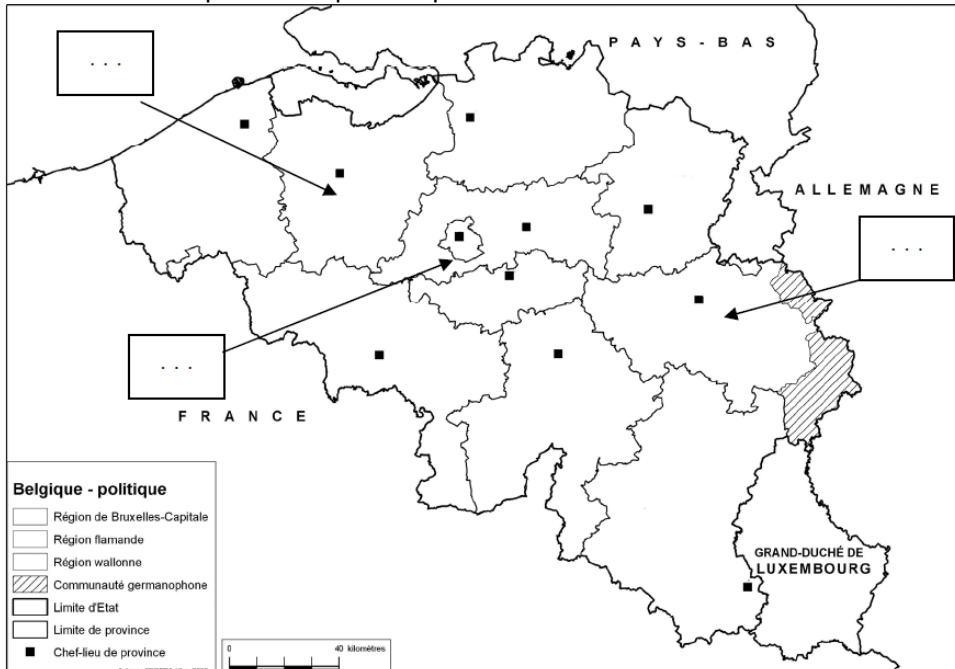 PAYS-BAS
. . .
ALLEMAGNE
. . .
. . .
FRANCE
Belgique - politique
Région de Bruxelles-Capitale
Région flamande
Région wallonne
Communauté germanophone
Limite d'Etat
Limite de province
Chef-lieu de province
GRAND-DUCHÉ DE
LUXEMBOURG
0 40 kilomètres